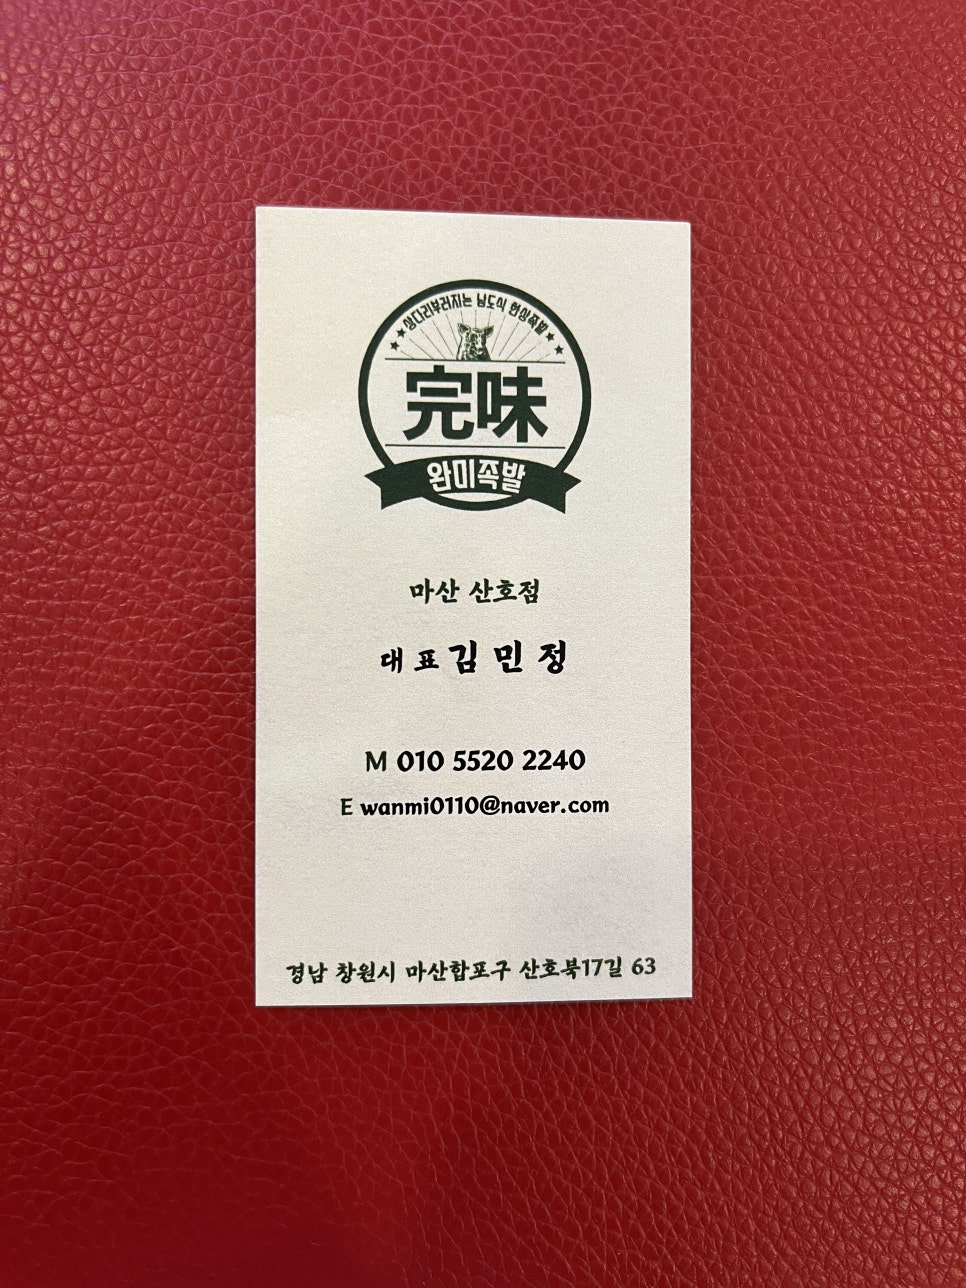 상다리부러지는 남도식 한상족발
完味
완미족발
마산 산호점
대표 김민정
M 010 5520 2240
E wanmi0110@naver.com
경남 창원시 마산합포구 산호북17길 63